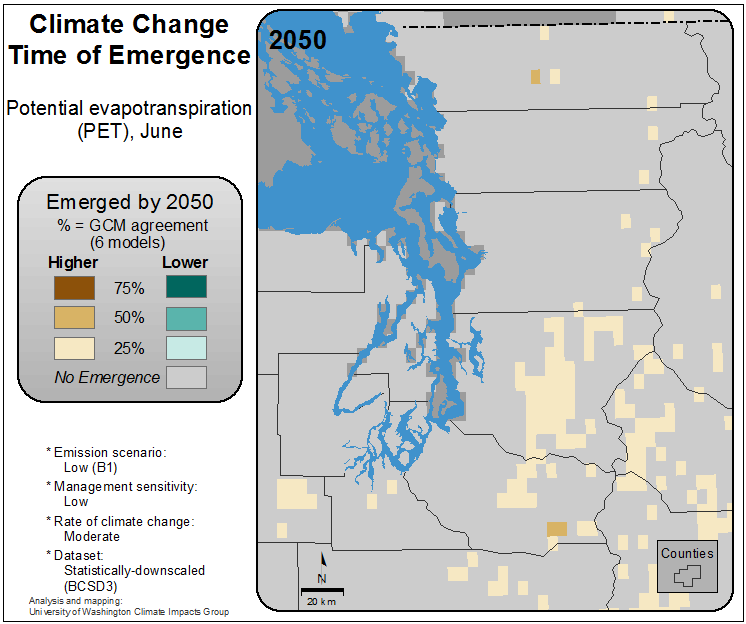 Climate Change
Time of Emergence
Potential evapotranspiration
(PET), June
Emerged by 2050
% = GCM agreement
(6 models)
Higher Lower
75%
50%
25%
No Emergence
* Emission scenario:
Low (B1)
* Management sensitivity:
Low
* Rate of climate change:
Moderate
* Dataset:
Statistically-downscaled
(BCSD3)
Analysis and mapping:
University of Washington Climate Impacts Group
2050
N
20 km
Counties